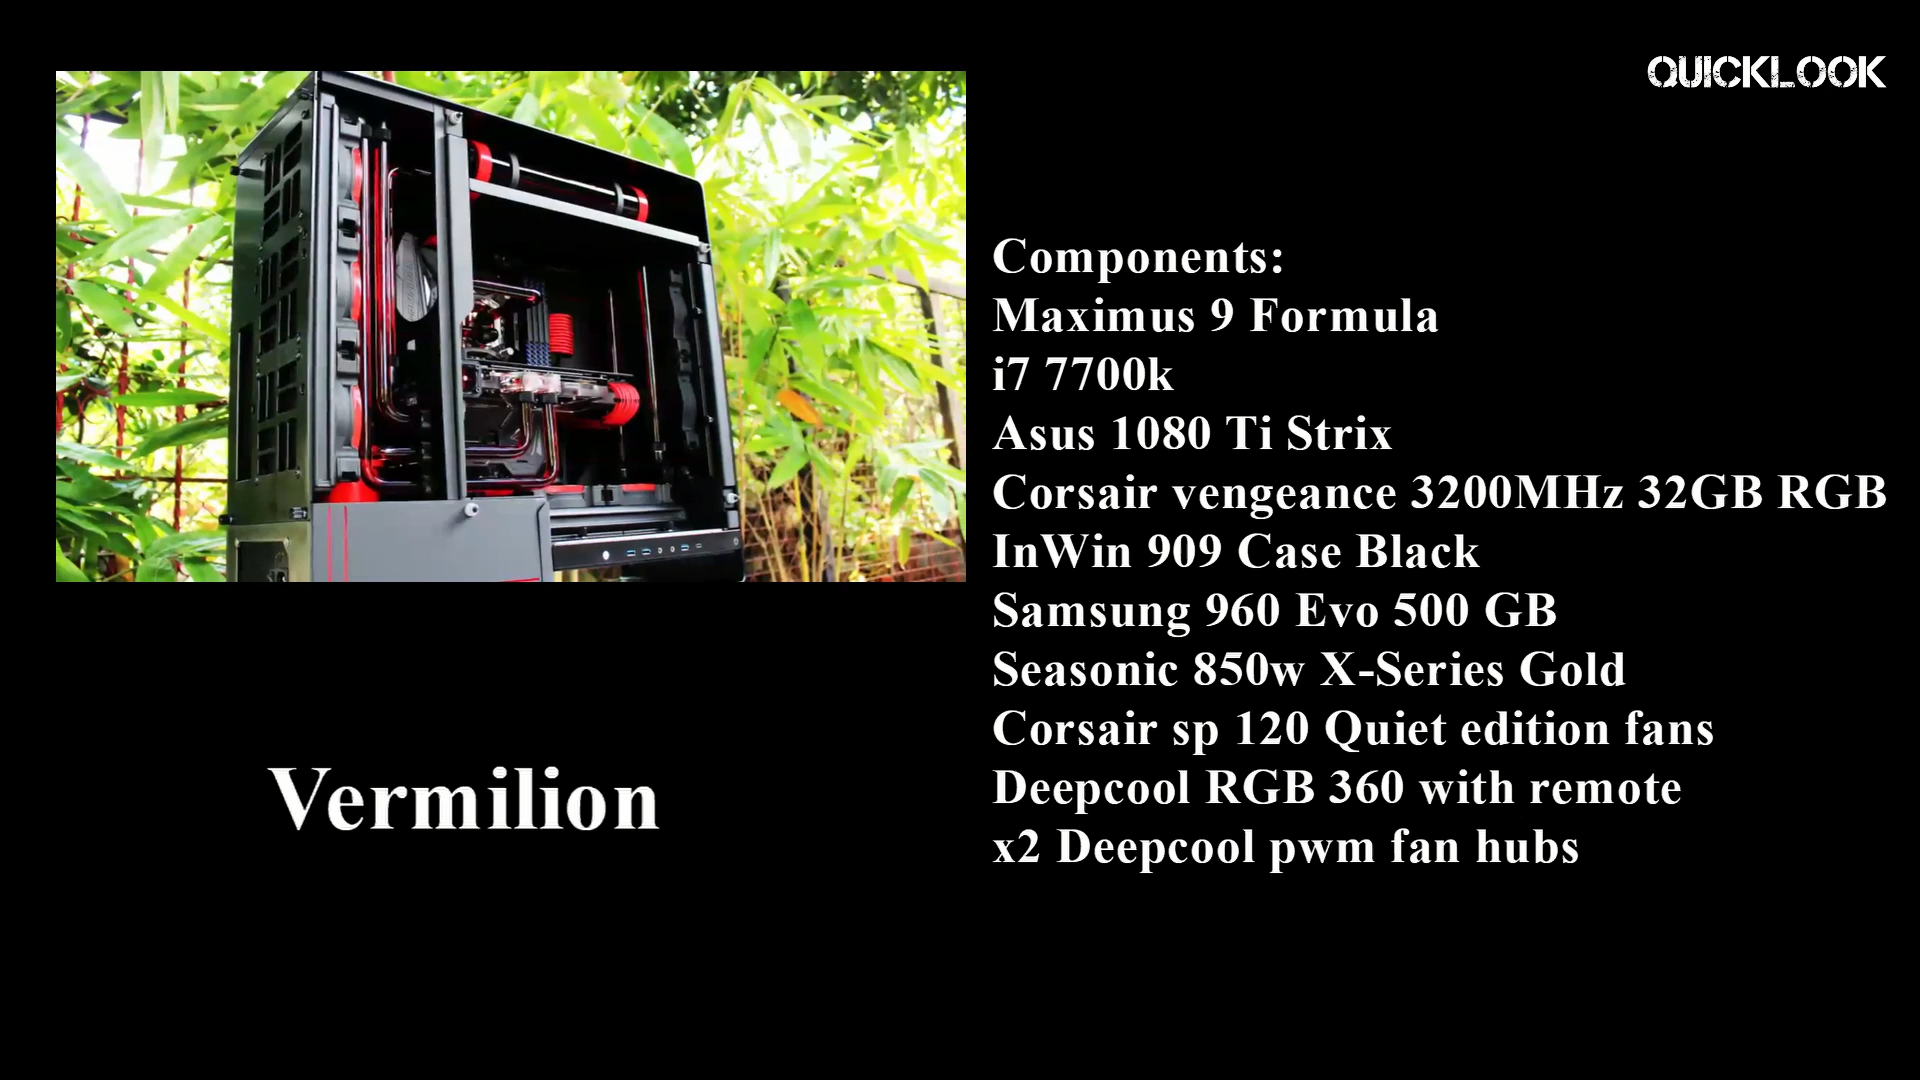 QUICKLOOK
Components:
Maximus 9 Formula
i7 7700k
Asus 1080 Ti Strix
Corsair vengeance 3200MHz 32GB RGB
InWin 909 Case Black
Samsung 960 Evo 500 GB
Seasonic 850w X-Series Gold
Corsair sp 120 Quiet edition fans
Deepcool RGB 360 with remote
x2 Deepcool pwm fan hubs
Vermilion